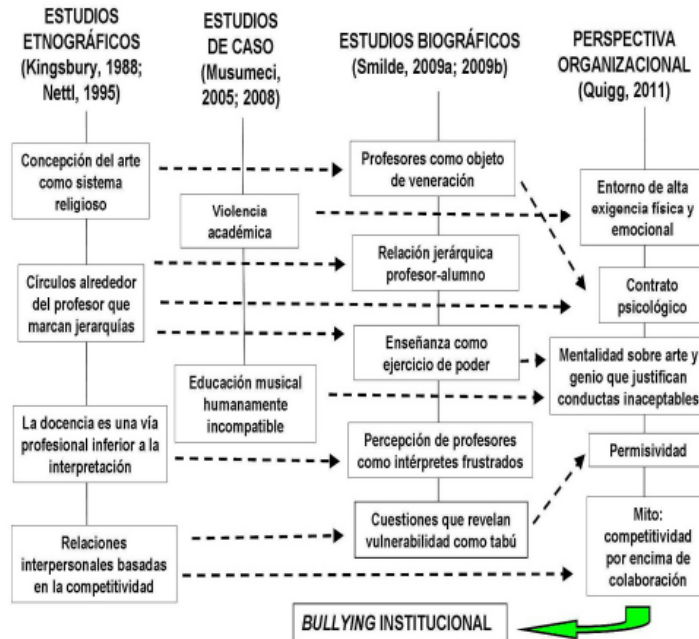 ESTUDIOS
ETNOGRÁFICOS
(Kingsbury, 1988;
Nettl, 1995)
ESTUDIOS
DE CASO
(Musumeci,
2005; 2008)
ESTUDIOS BIOGRÁFICOS
(Smilde, 2009a; 2009b)
PERSPECTIVA
ORGANIZACIONAL
(Quigg, 2011)
Concepción del arte
como sistema
religioso
Círculos alrededor
del profesor que
marcan jerarquías
La docencia es una vía
profesional inferior a la
interpretación
Relaciones
interpersonales basadas
en la competitividad
Violencia
académica
Educación musical
humanamente
incompatible
Profesores como objeto
de veneración
Relación jerárquica
profesor-alumno
Enseñanza como
ejercicio de poder
Percepción de profesores
como intérpretes frustrados
Cuestiones que revelan
vulnerabilidad como tabú
Entorno de alta
exigencia física y
emocional
Contrato
psicológico
Mentalidad sobre arte y
genio que justifican
conductas inaceptables
Permisividad
Mito:
competitividad
por encima de
colaboración
BULLYING INSTITUCIONAL